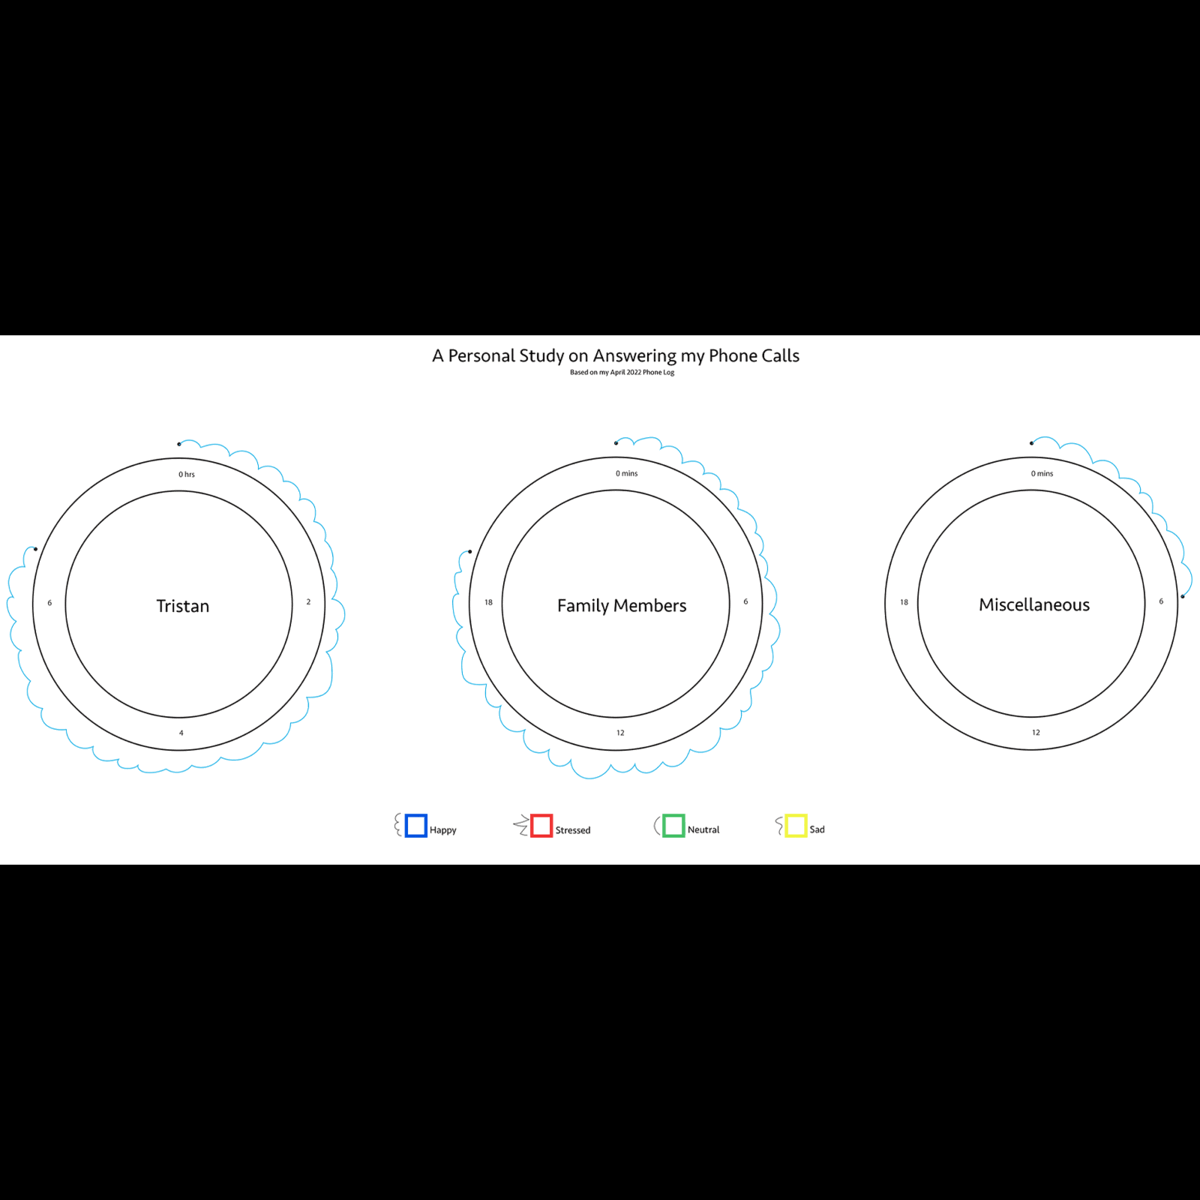 A Personal Study on Answering my Phone Calls
Based on my April 2022 Phone Log
0 hrs
2
4
6
Tristan
0 mins
6
12
18
Family Members
0 mins
6
12
18
Miscellaneous
Happy
Stressed
Neutral
Sad